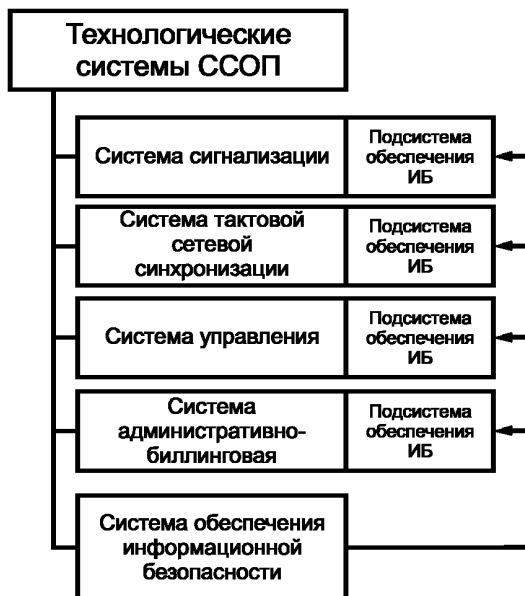 Технологические
системы ССОП
Система сигнализации
Подсистема
обеспечения
ИБ
Система тактовой
сетевой
синхронизации
Подсистема
обеспечения
ИБ
Система управления
Подсистема
обеспечения
ИБ
Система
административно-
биллинговая
Подсистема
обеспечения
ИБ
Система обеспечения
информационной
безопасности